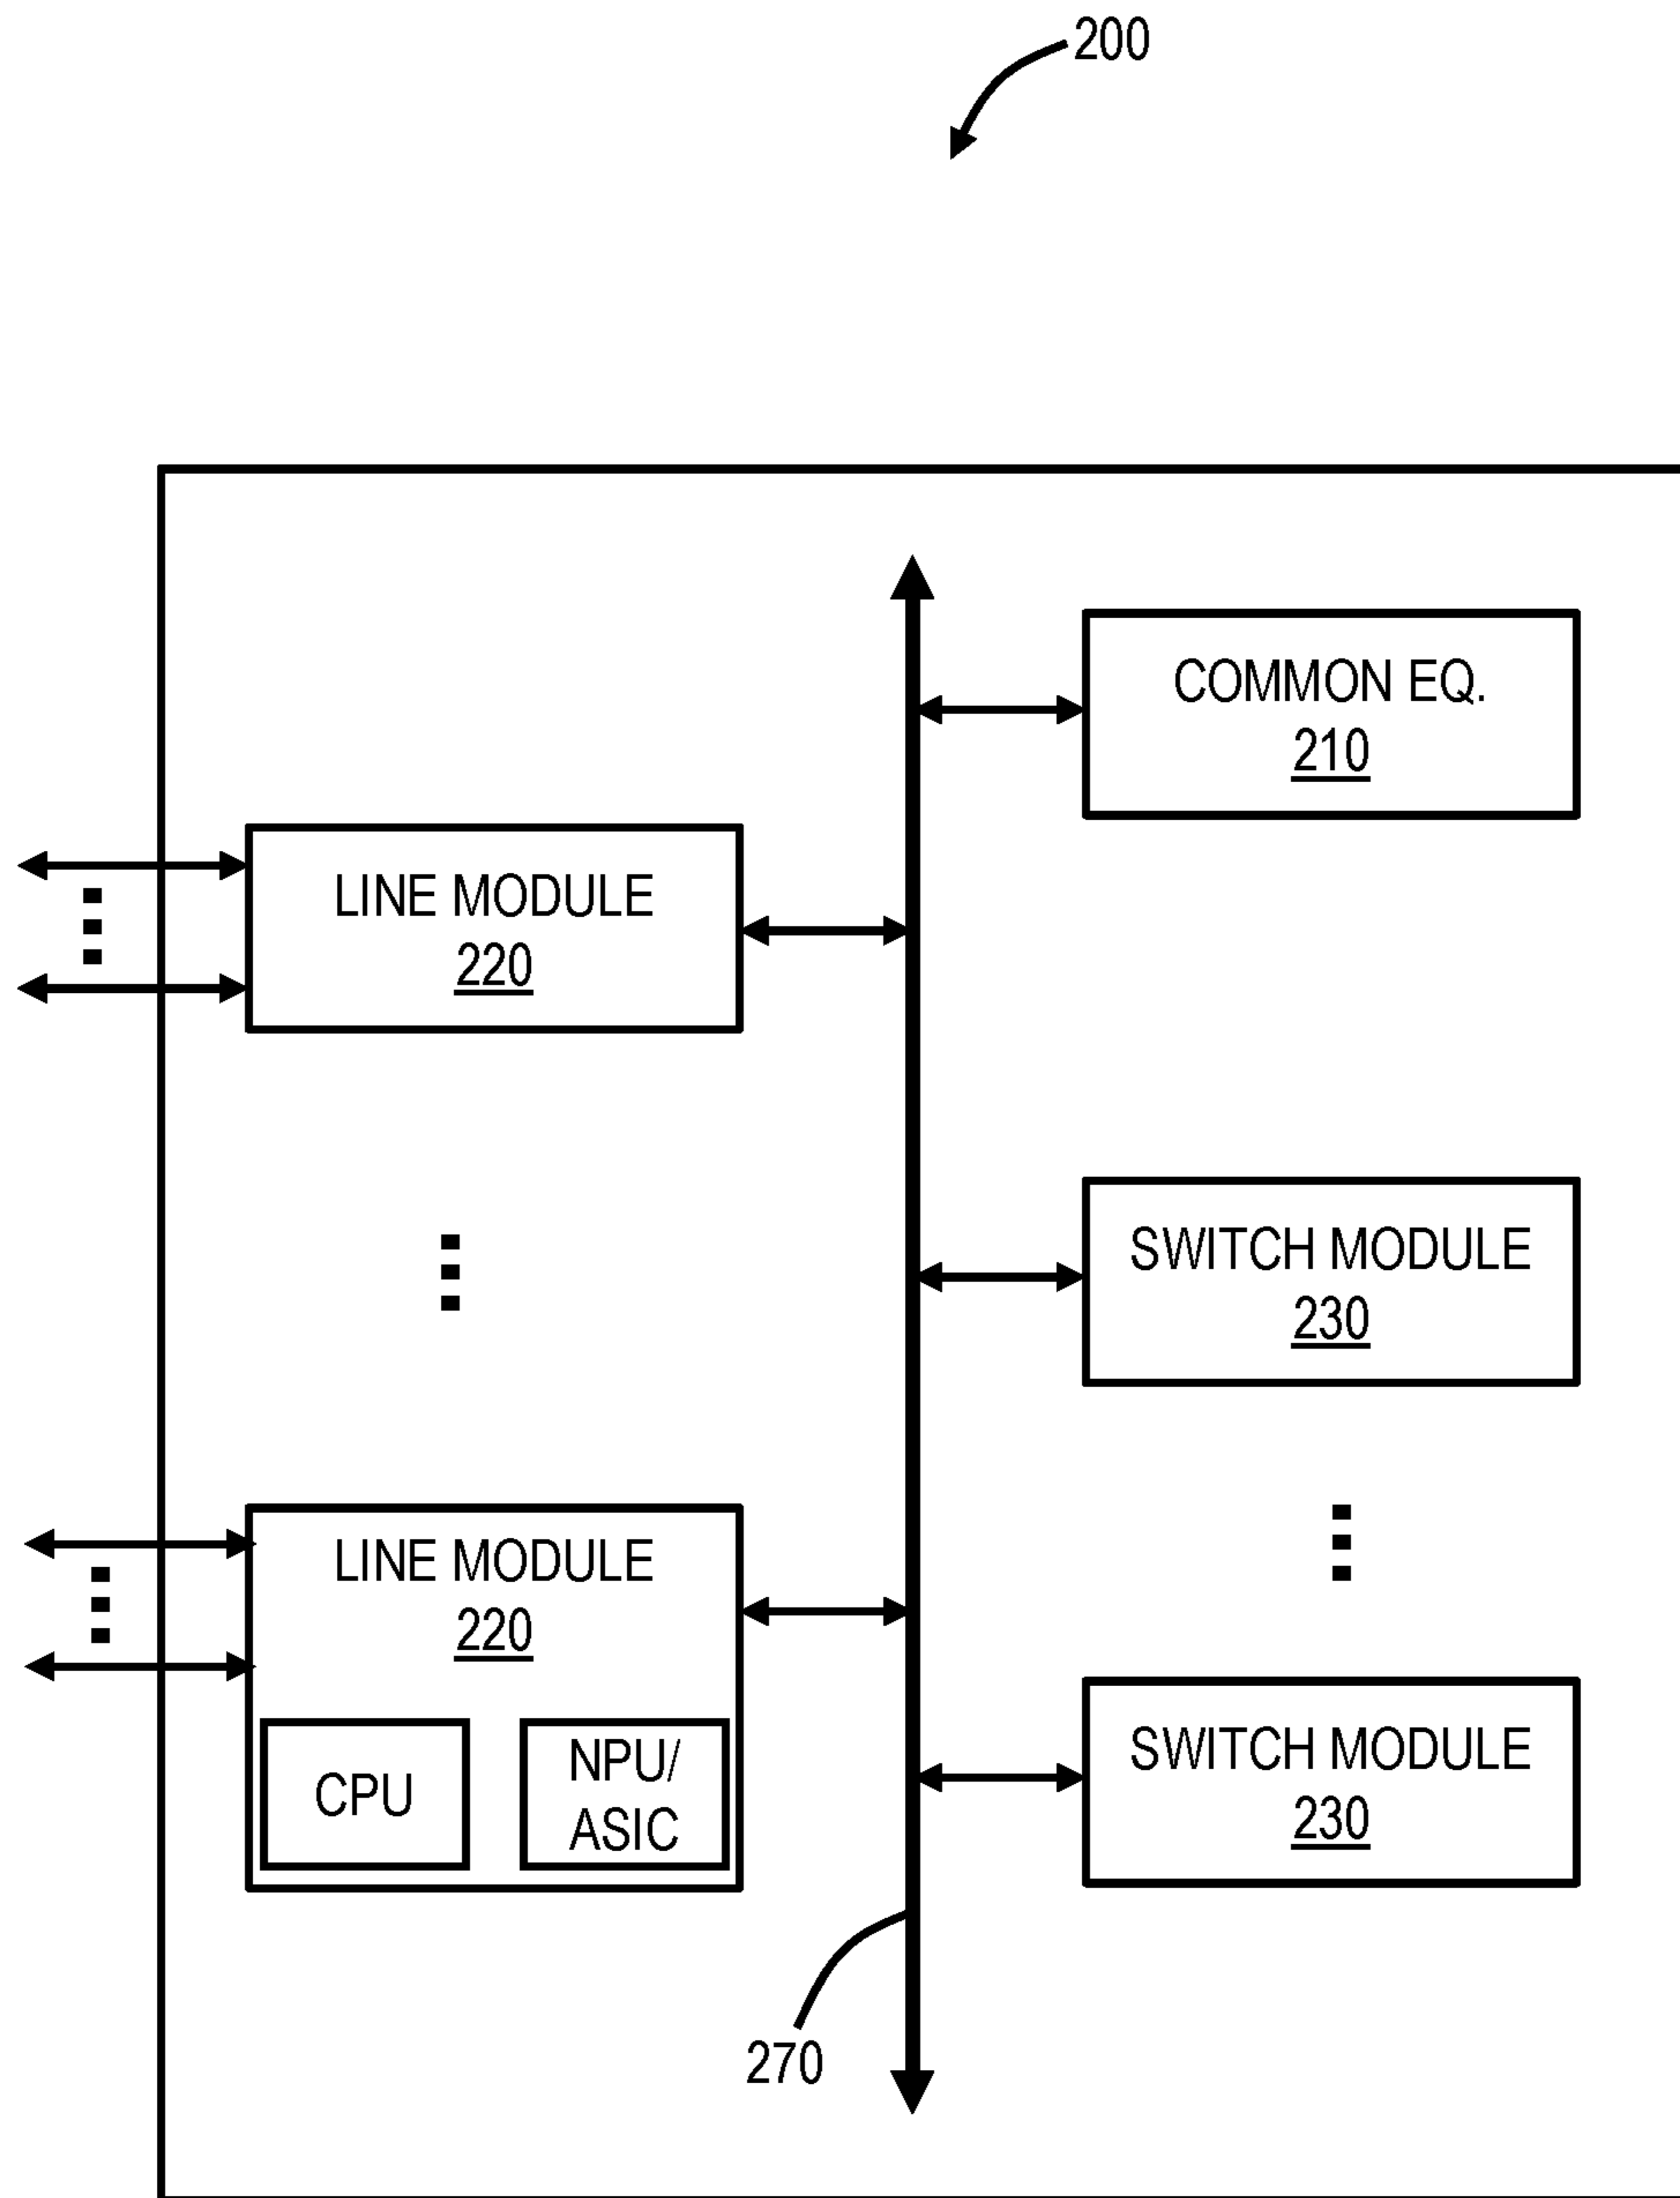 200
COMMON EQ.
210
LINE MODULE
220
SWITCH MODULE
230
LINE MODULE
220
CPU
NPU/
ASIC
SWITCH MODULE
230
270